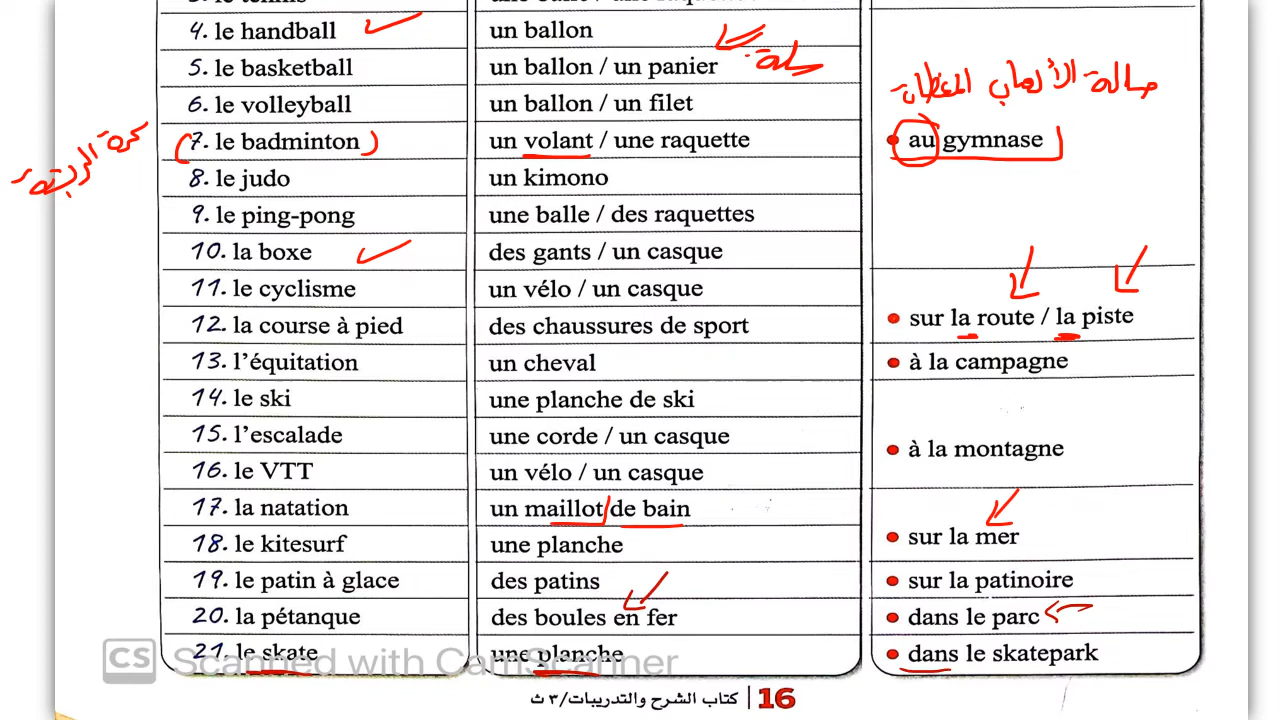 4. le handball un ballon
سلة
5. le basketball un ballon / un panier
صالة الألعاب المغطاة
6. le volleyball un ballon / un filet
كرة الريشة
(7. le badminton) un volant / une raquette • au gymnase
8. le judo un kimono
9. le ping-pong une balle / des raquettes
10. la boxe des gants / un casque
11. le cyclisme un vélo / un casque
12. la course à pied des chaussures de sport • sur la route / la piste
13. l'équitation un cheval • à la campagne
14. le ski une planche de ski
15. l'escalade une corde / un casque • à la montagne
16. le VTT un vélo / un casque
17. la natation un maillot/de bain
18. le kitesurf une planche • sur la mer
19. le patin à glace des patins • sur la patinoire
20. la pétanque des boules en fer • dans le parc
21. le skate une planche • dans le skatepark
CS Scanned with CamScanner
16 | كتاب الشرح والتدريبات/٣ ث